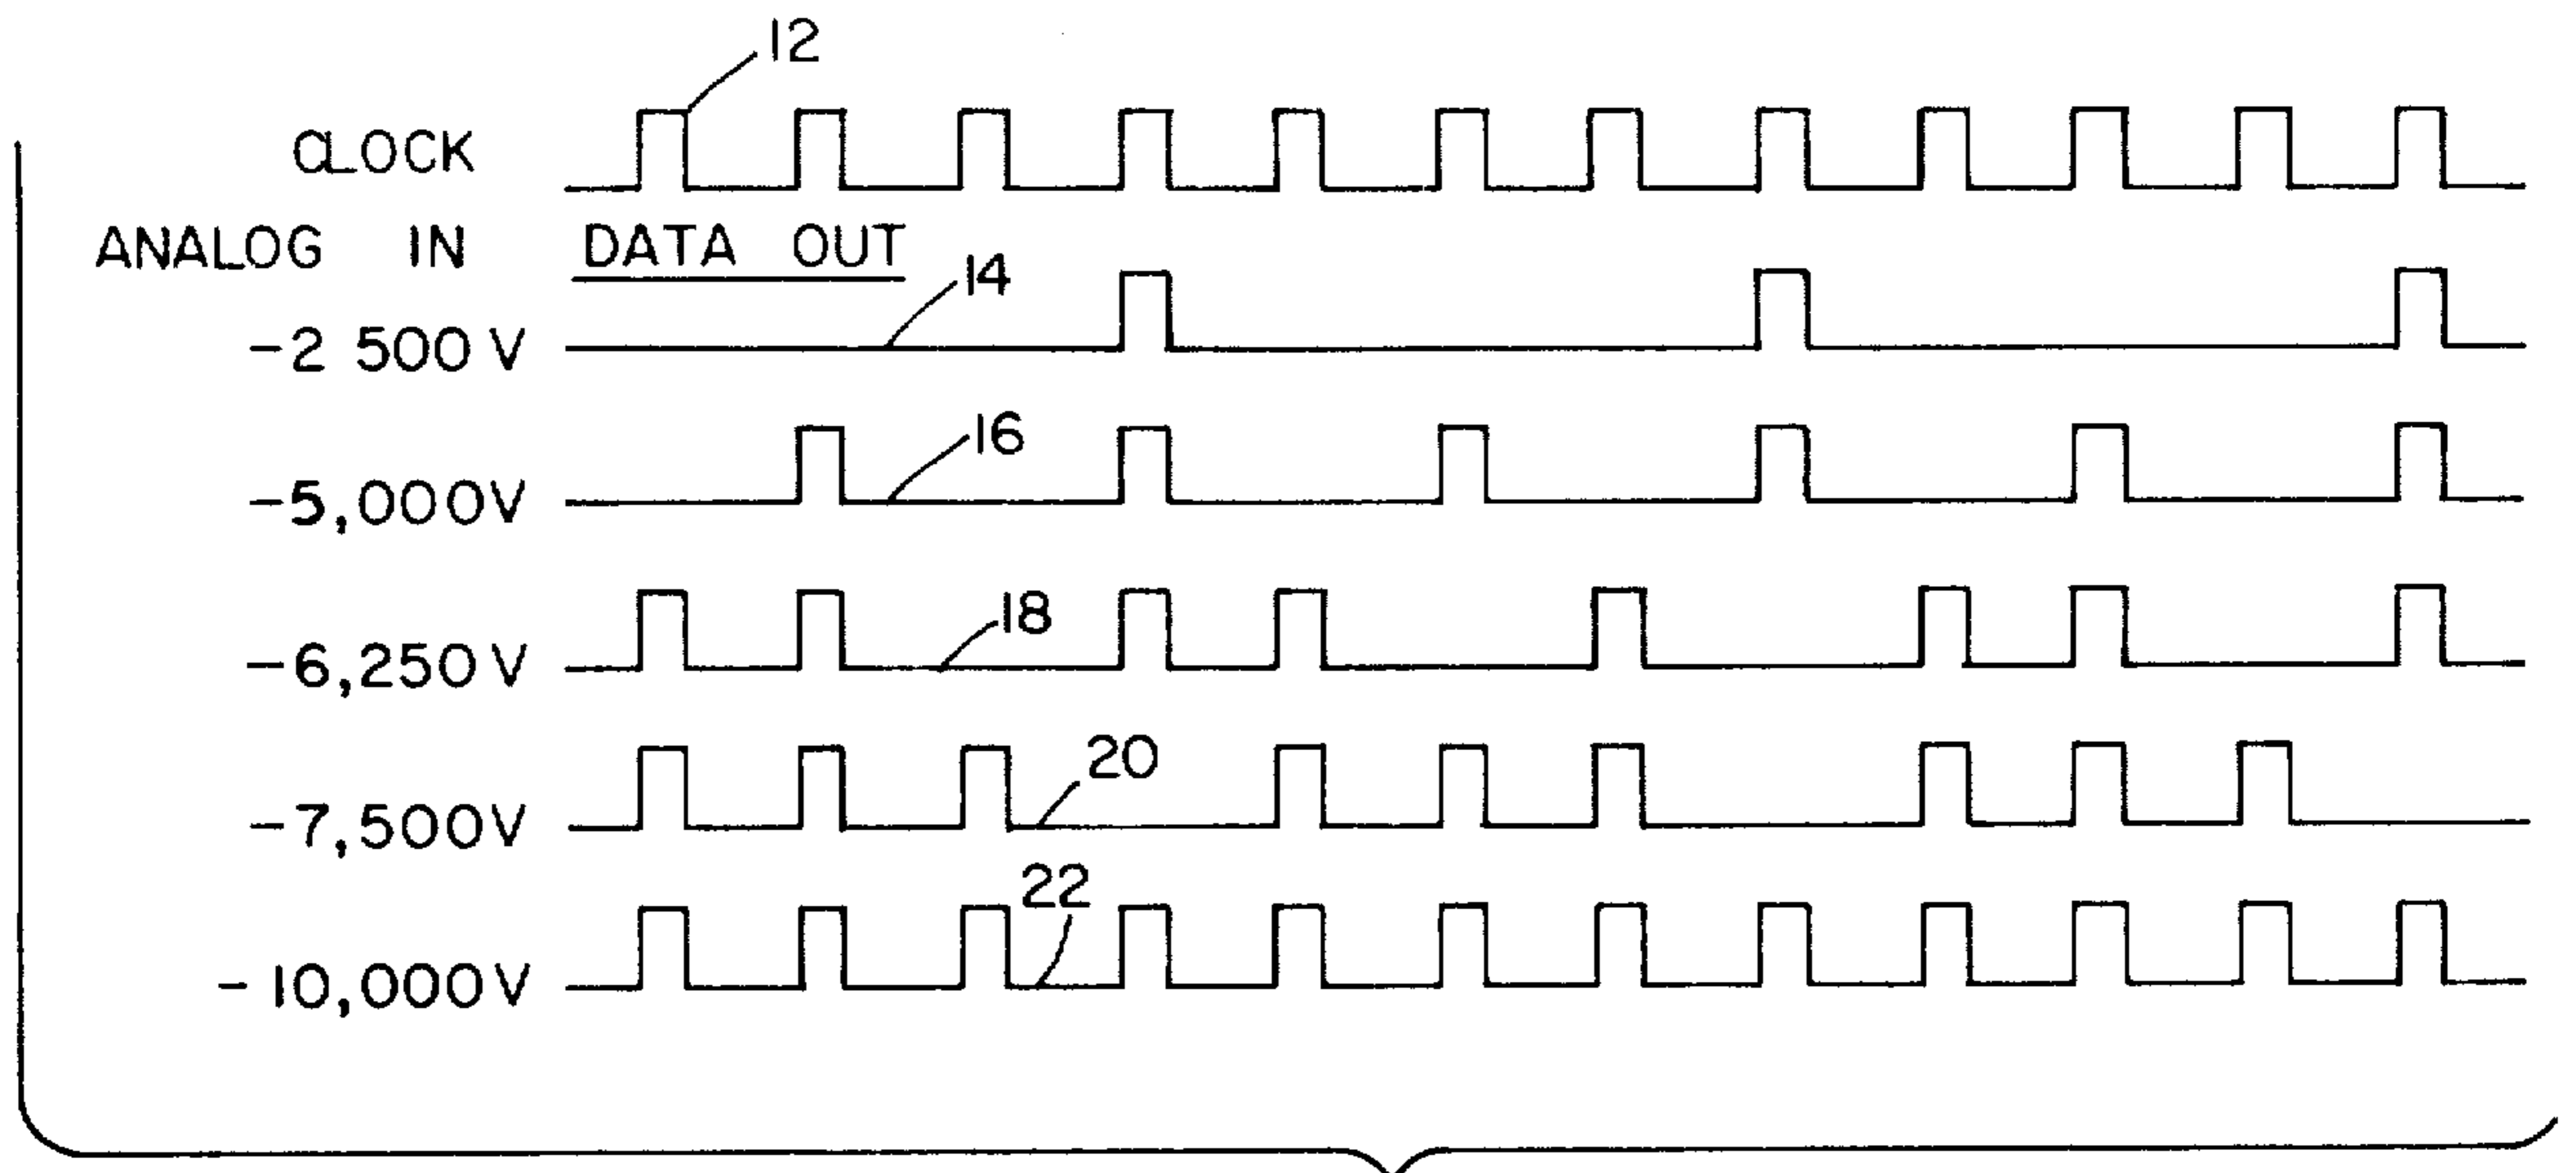 12
CLOCK
ANALOG IN DATA OUT
14
-2 500 V
16
-5,000V
18
-6,250 V
20
-7,500V
22
-10,000V